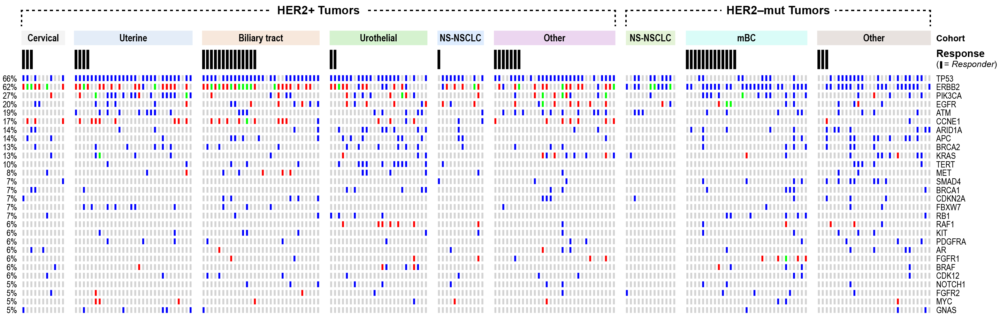 HER2+ Tumors HER2–mut Tumors
Cervical Uterine Biliary tract Urothelial NS-NSCLC Other NS-NSCLC mBC Other Cohort
Response
(= Responder)
66% TP53
62% ERBB2
27% PIK3CA
20% EGFR
19% ATM
17% CCNE1
14% ARID1A
14% APC
13% BRCA2
13% KRAS
10% TERT
8% MET
7% SMAD4
7% BRCA1
7% CDKN2A
7% FBXW7
7% RB1
6% RAF1
6% KIT
6% PDGFRA
6% AR
6% FGFR1
6% BRAF
6% CDK12
5% NOTCH1
5% FGFR2
5% MYC
5% GNAS